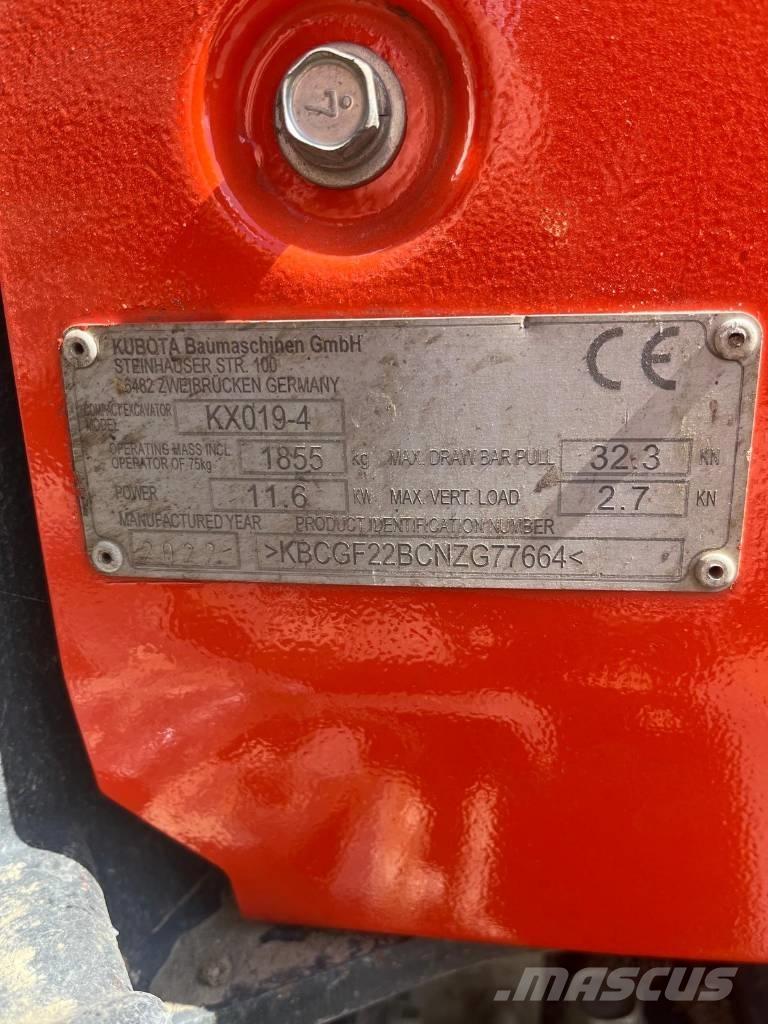 7
KUBOTA Baumaschinen GmbH
STEINHAUSER STR. 100
66482 ZWEIBRÜCKEN GERMANY
CE
COMPACT EXCAVATOR MODEL KX019-4
OPERATING MASS INCL. OPERATOR OF 75kg 1855 kg MAX. DRAW BAR PULL 32.3 KN
POWER 11.6 KW MAX. VERT. LOAD 2.7 KN
MANUFACTURED YEAR PRODUCT IDENTIFICATION NUMBER
2022 >KBCGF22BCNZG77664<
MASCUS